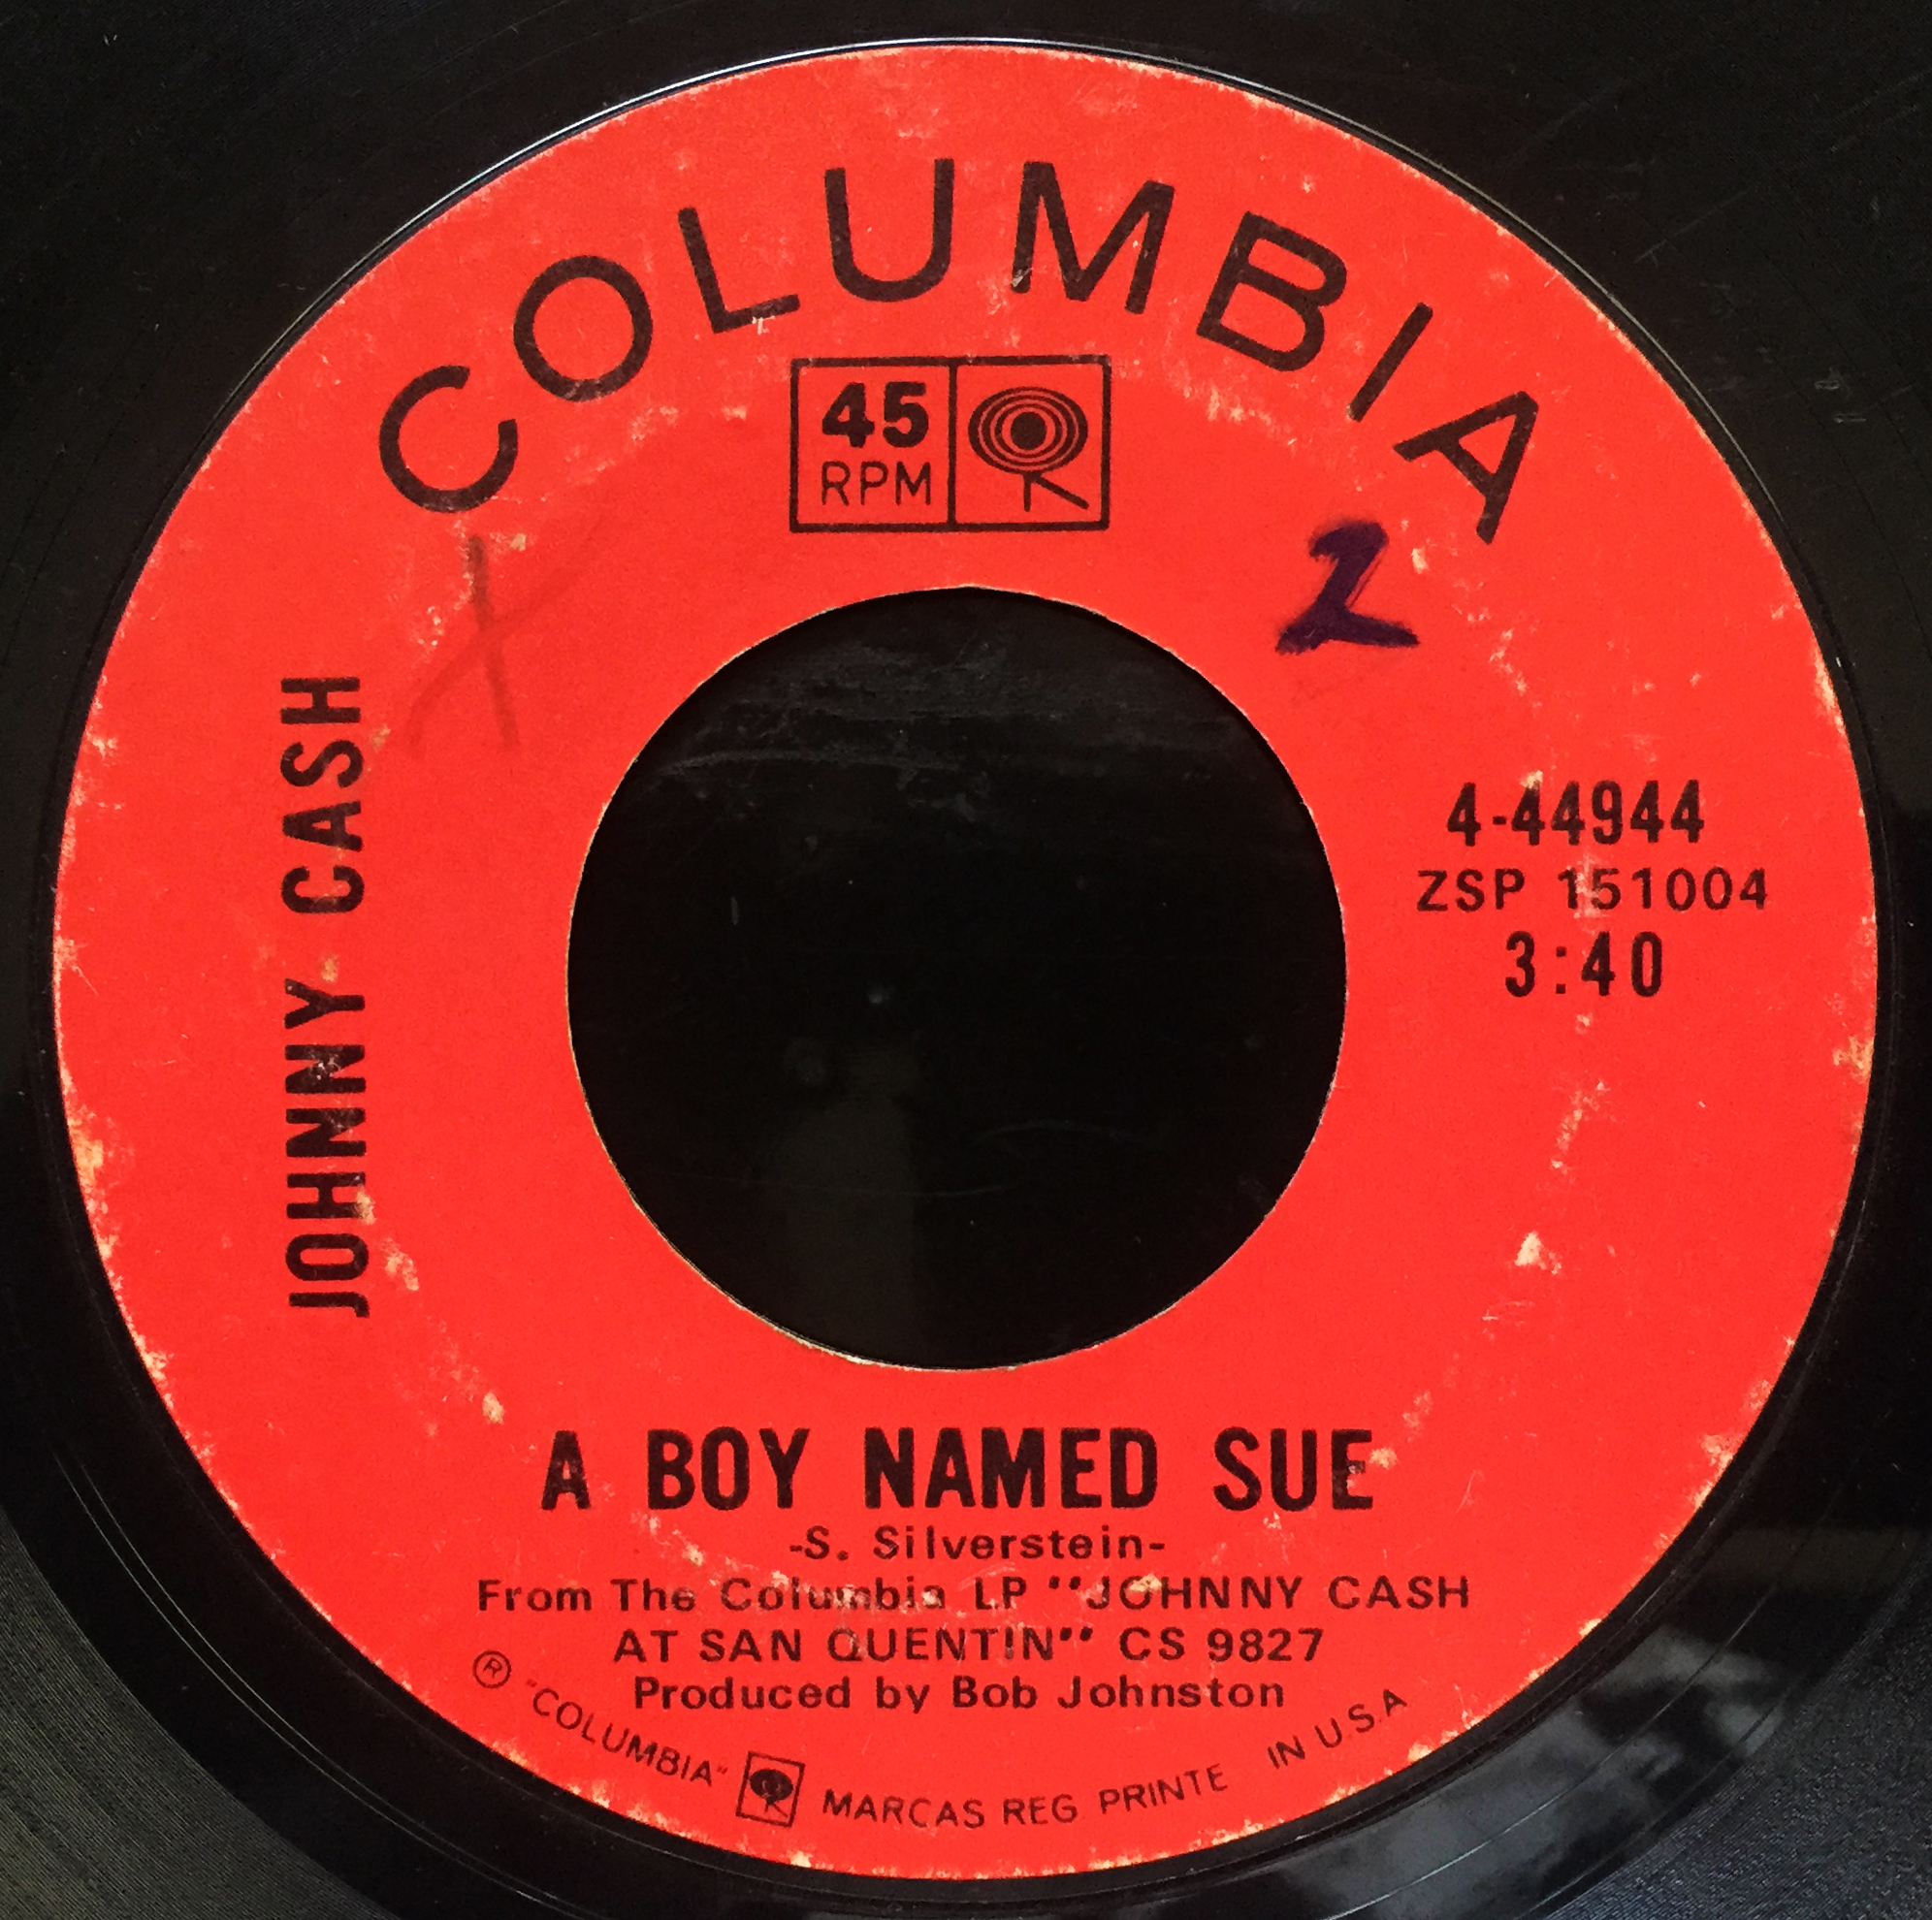 COLUMBIA
45
RPM
X
2
JOHNNY CASH
4-44944
ZSP 151004
3:40
A BOY NAMED SUE
-S. Silverstein-
From The Columbia LP "JOHNNY CASH
AT SAN QUENTIN" CS 9827
Produced by Bob Johnston
® "COLUMBIA" MARCAS REG PRINTE IN U.S.A